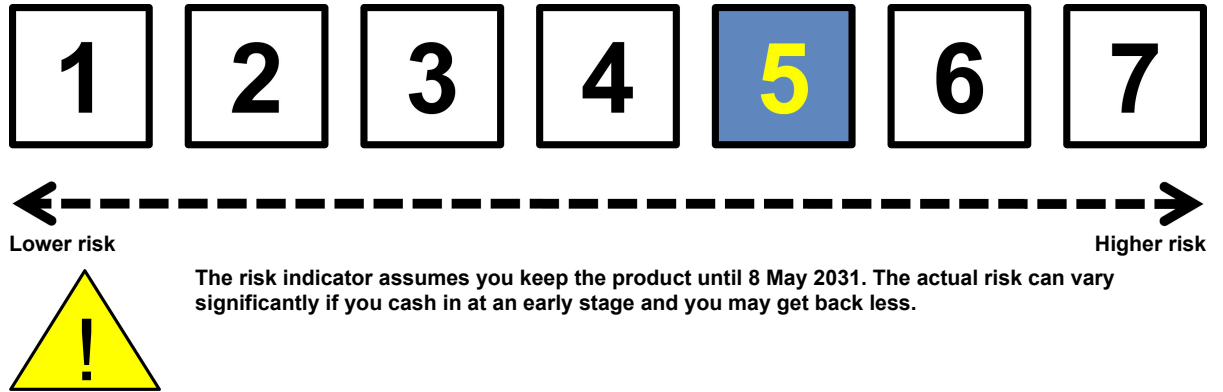 1 2 3 4 5 6 7
Lower risk Higher risk
The risk indicator assumes you keep the product until 8 May 2031. The actual risk can vary
significantly if you cash in at an early stage and you may get back less.
!